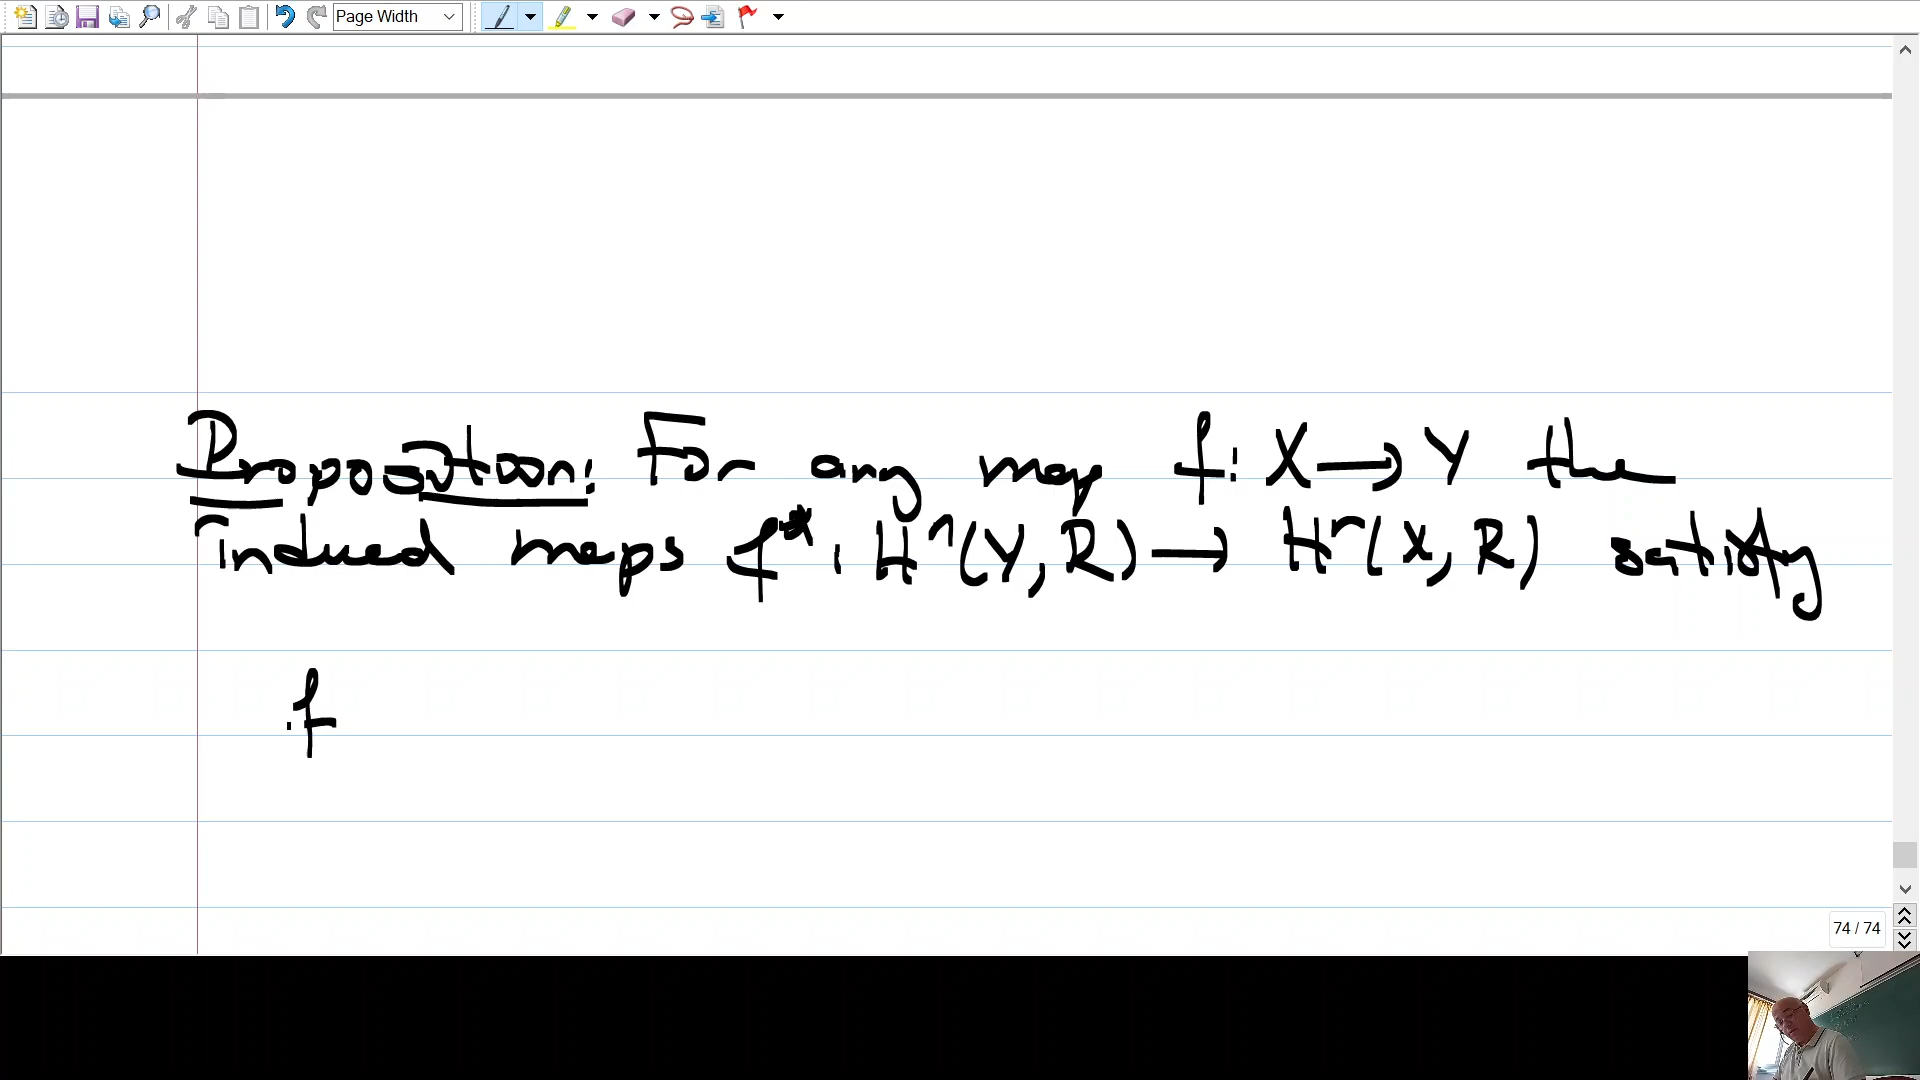 Page Width
Proposition: For any map f: X → Y the
induced maps f* : Hⁿ(Y, R) → Hⁿ(X, R) satisfy
f
74 / 74